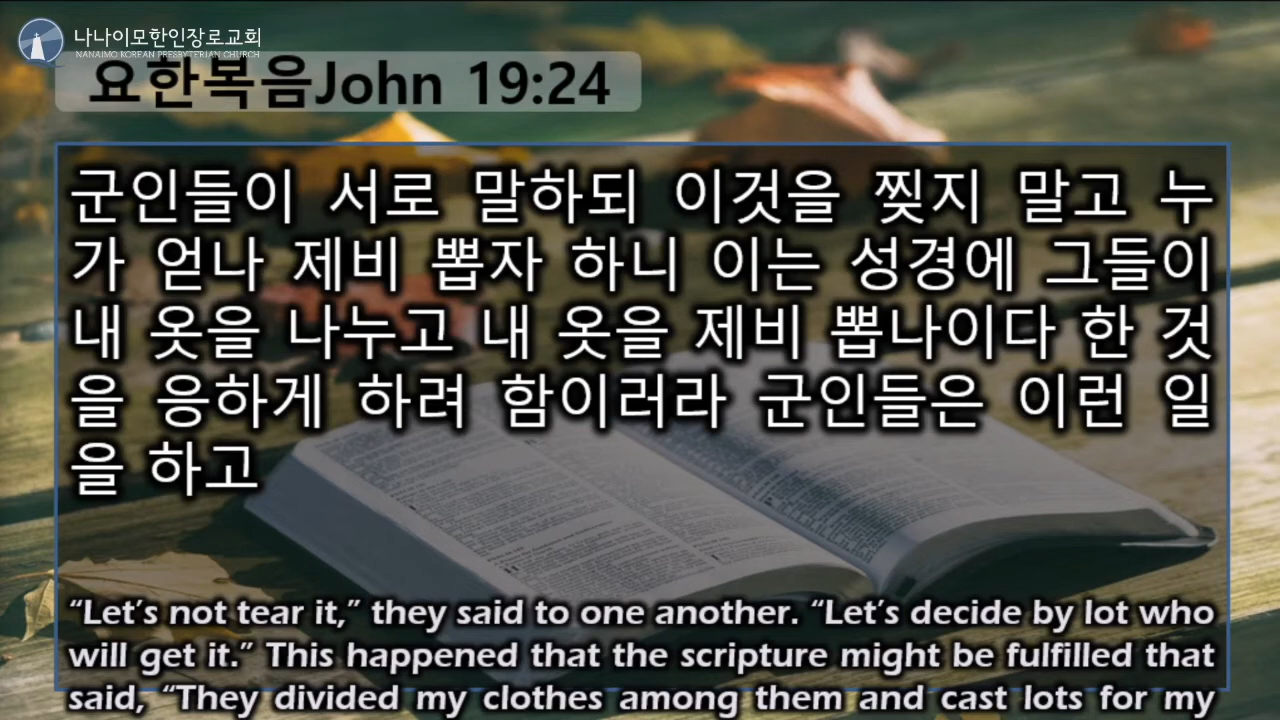 나나이모한인장로교회
NANAIMO KOREAN PRESBYTERIAN CHURCH
요한복음John 19:24
군인들이 서로 말하되 이것을 찢지 말고 누
가 얻나 제비 뽑자 하니 이는 성경에 그들이
내 옷을 나누고 내 옷을 제비 뽑나이다 한 것
을 응하게 하려 함이러라 군인들은 이런 일
을 하고
“Let’s not tear it,” they said to one another. “Let’s decide by lot who
will get it.” This happened that the scripture might be fulfilled that
said, “They divided my clothes among them and cast lots for my